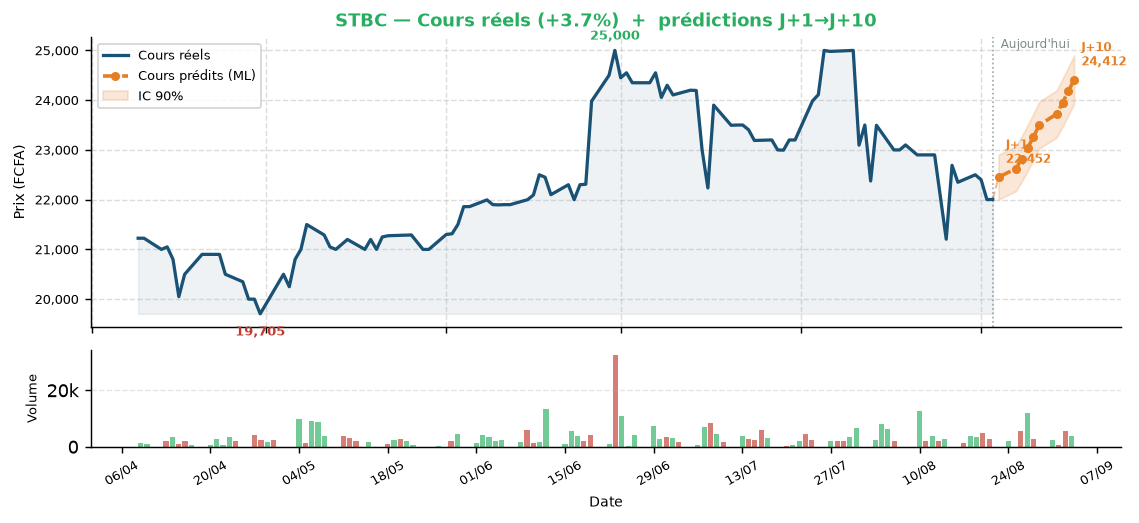 STBC — Cours réels (+3.7%)  +  prédictions J+1→J+10
25,000
Aujourd'hui
J+10
24,412
Cours réels
Cours prédits (ML)
IC 90%
J+1
22,452
19,705
Prix (FCFA)
25,000
24,000
23,000
22,000
21,000
20,000
Volume
20k
0
06/04
20/04
04/05
18/05
01/06
15/06
29/06
13/07
27/07
10/08
24/08
07/09
Date